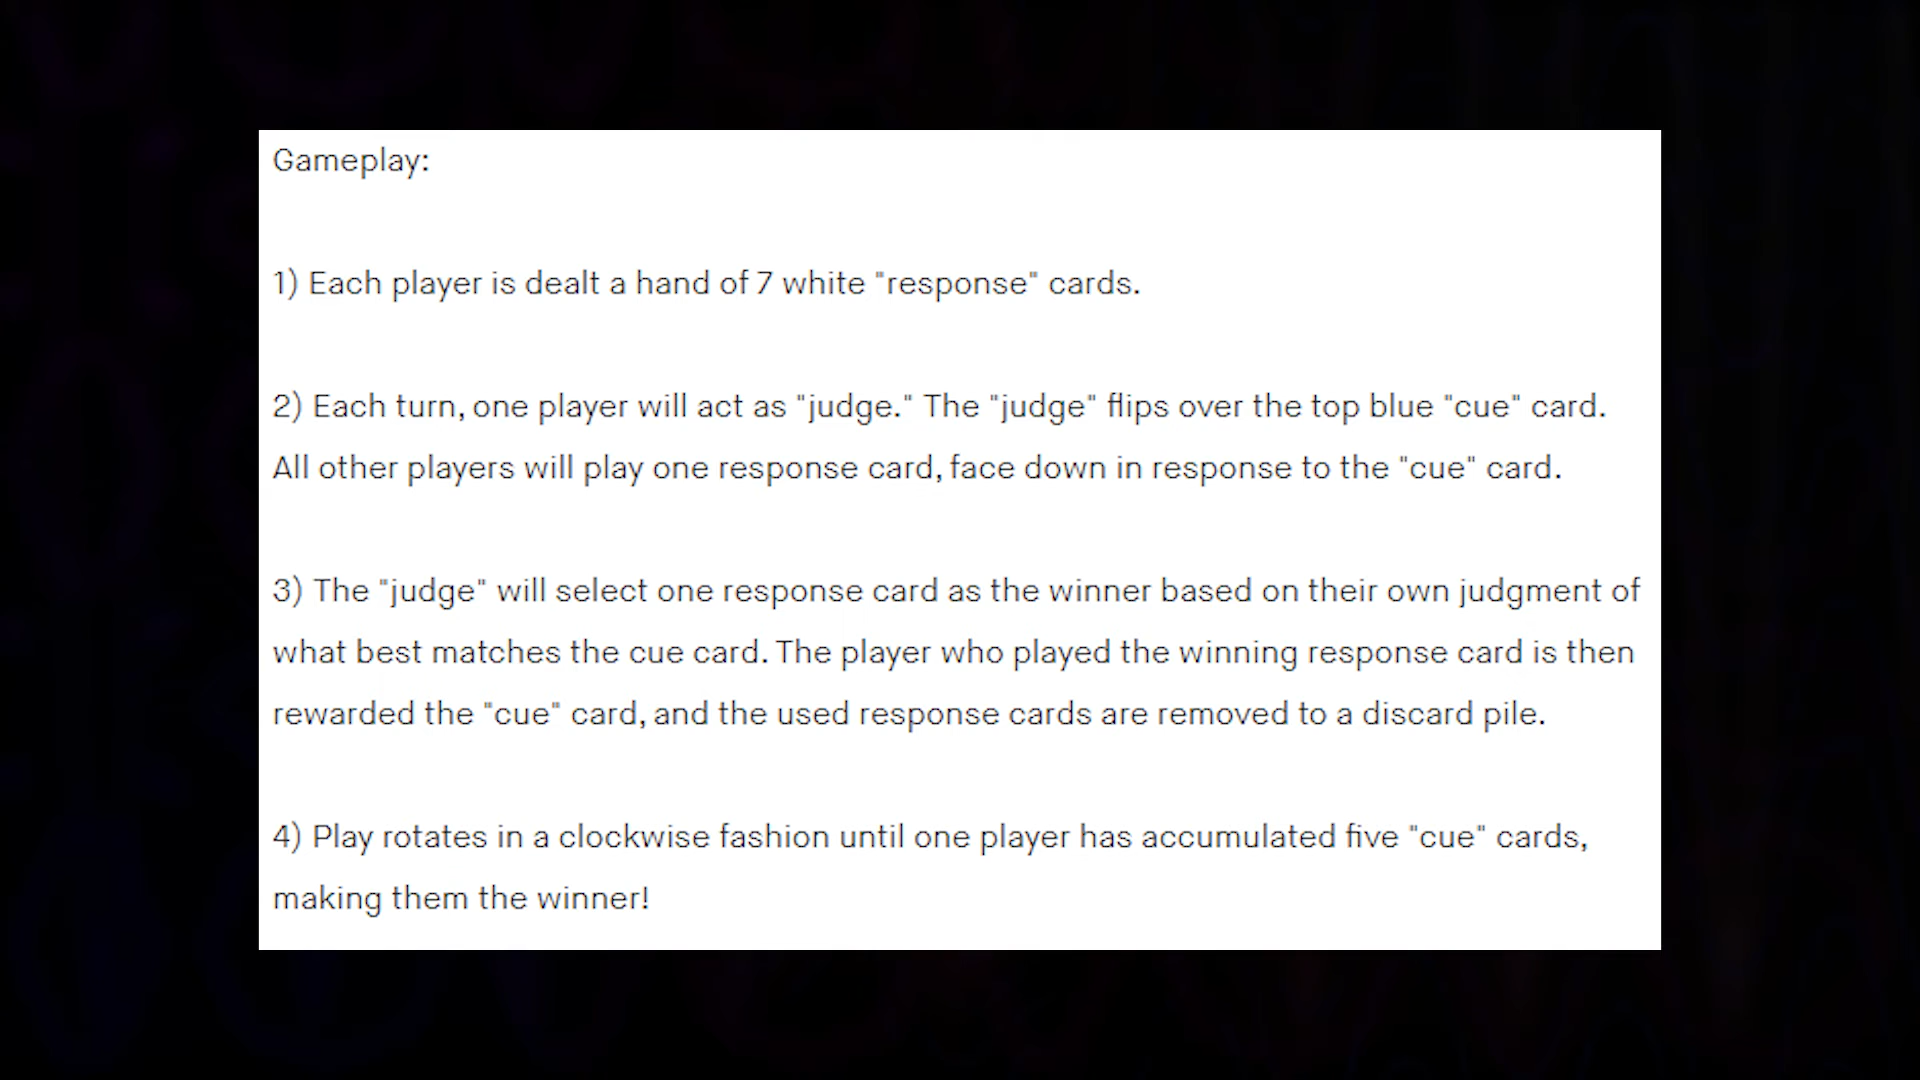 Gameplay:
1) Each player is dealt a hand of 7 white "response" cards.
2) Each turn, one player will act as "judge." The "judge" flips over the top blue "cue" card.
All other players will play one response card, face down in response to the "cue" card.
3) The "judge" will select one response card as the winner based on their own judgment of
what best matches the cue card. The player who played the winning response card is then
rewarded the "cue" card, and the used response cards are removed to a discard pile.
4) Play rotates in a clockwise fashion until one player has accumulated five "cue" cards,
making them the winner!